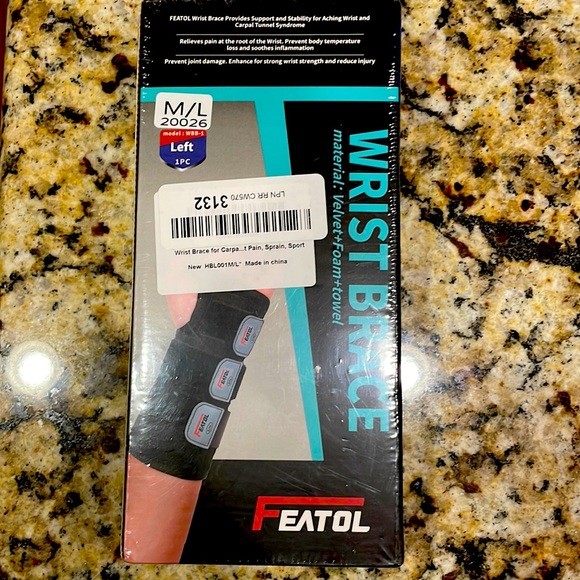 FEATOL Wrist Brace Provides Support and Stability for Aching Wrist and
Carpal Tunnel Syndrome
Relieves pain at the root of the Wrist. Prevent body temperature
loss and soothes inflammation
Prevent joint damage. Enhance for strong wrist strength and reduce injury
M/L
20026
model: WBB-1
Left
1PC
LPN RR CW570 3132
Wrist Brace for Carpa...t Pain, Sprain, Sport
New HBL001M/L* Made in china
WRIST BRACE
material: Velvet+Foam+towel
FEATOL
FEATOL
FEATOL
FEATOL